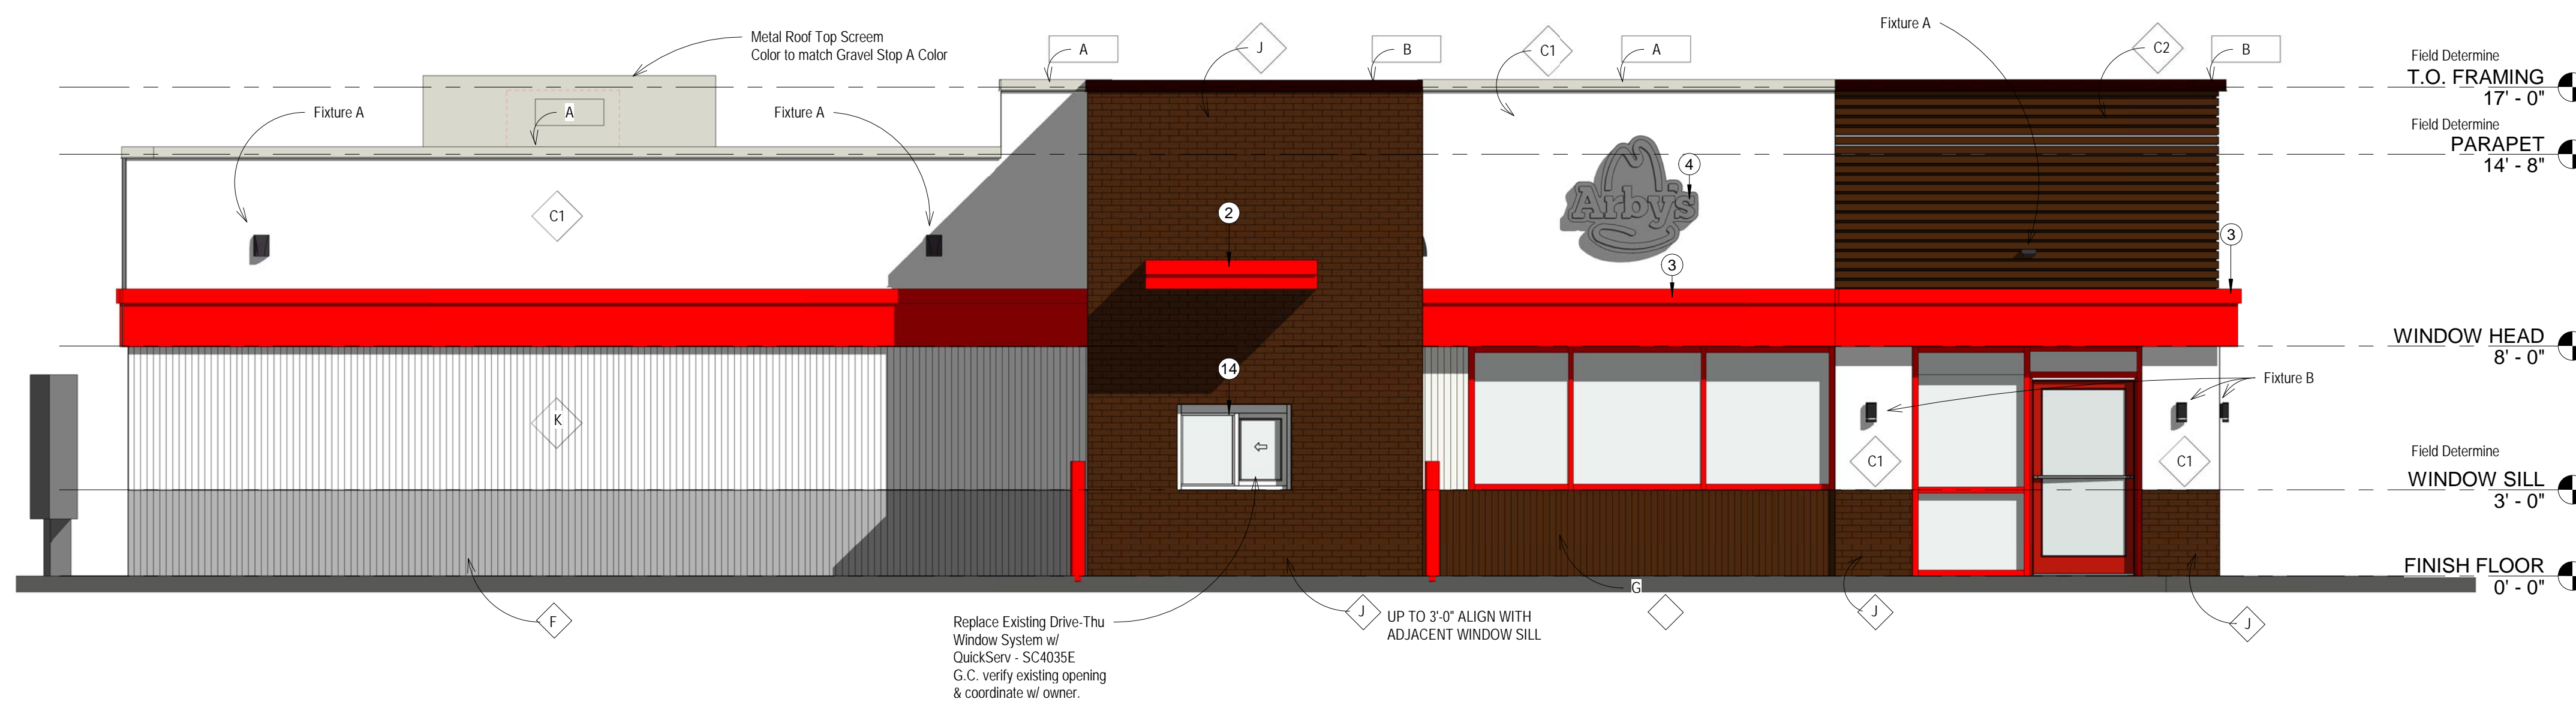 Metal Roof Top Screem
Color to match Gravel Stop A Color
Fixture A
A
Fixture A
A
J
B
C1
A
Fixture A
C2
B
Field Determine
T.O. FRAMING
17' - 0"
Field Determine
PARAPET
14' - 8"
C1
2
Arby's
4
3
3
WINDOW HEAD
8' - 0"
Fixture B
14
K
C1
C1
Field Determine
WINDOW SILL
3' - 0"
FINISH FLOOR
0' - 0"
F
Replace Existing Drive-Thu
Window System w/
QuickServ - SC4035E
G.C. verify existing opening
& coordinate w/ owner.
J
UP TO 3'-0" ALIGN WITH
ADJACENT WINDOW SILL
G
J
J